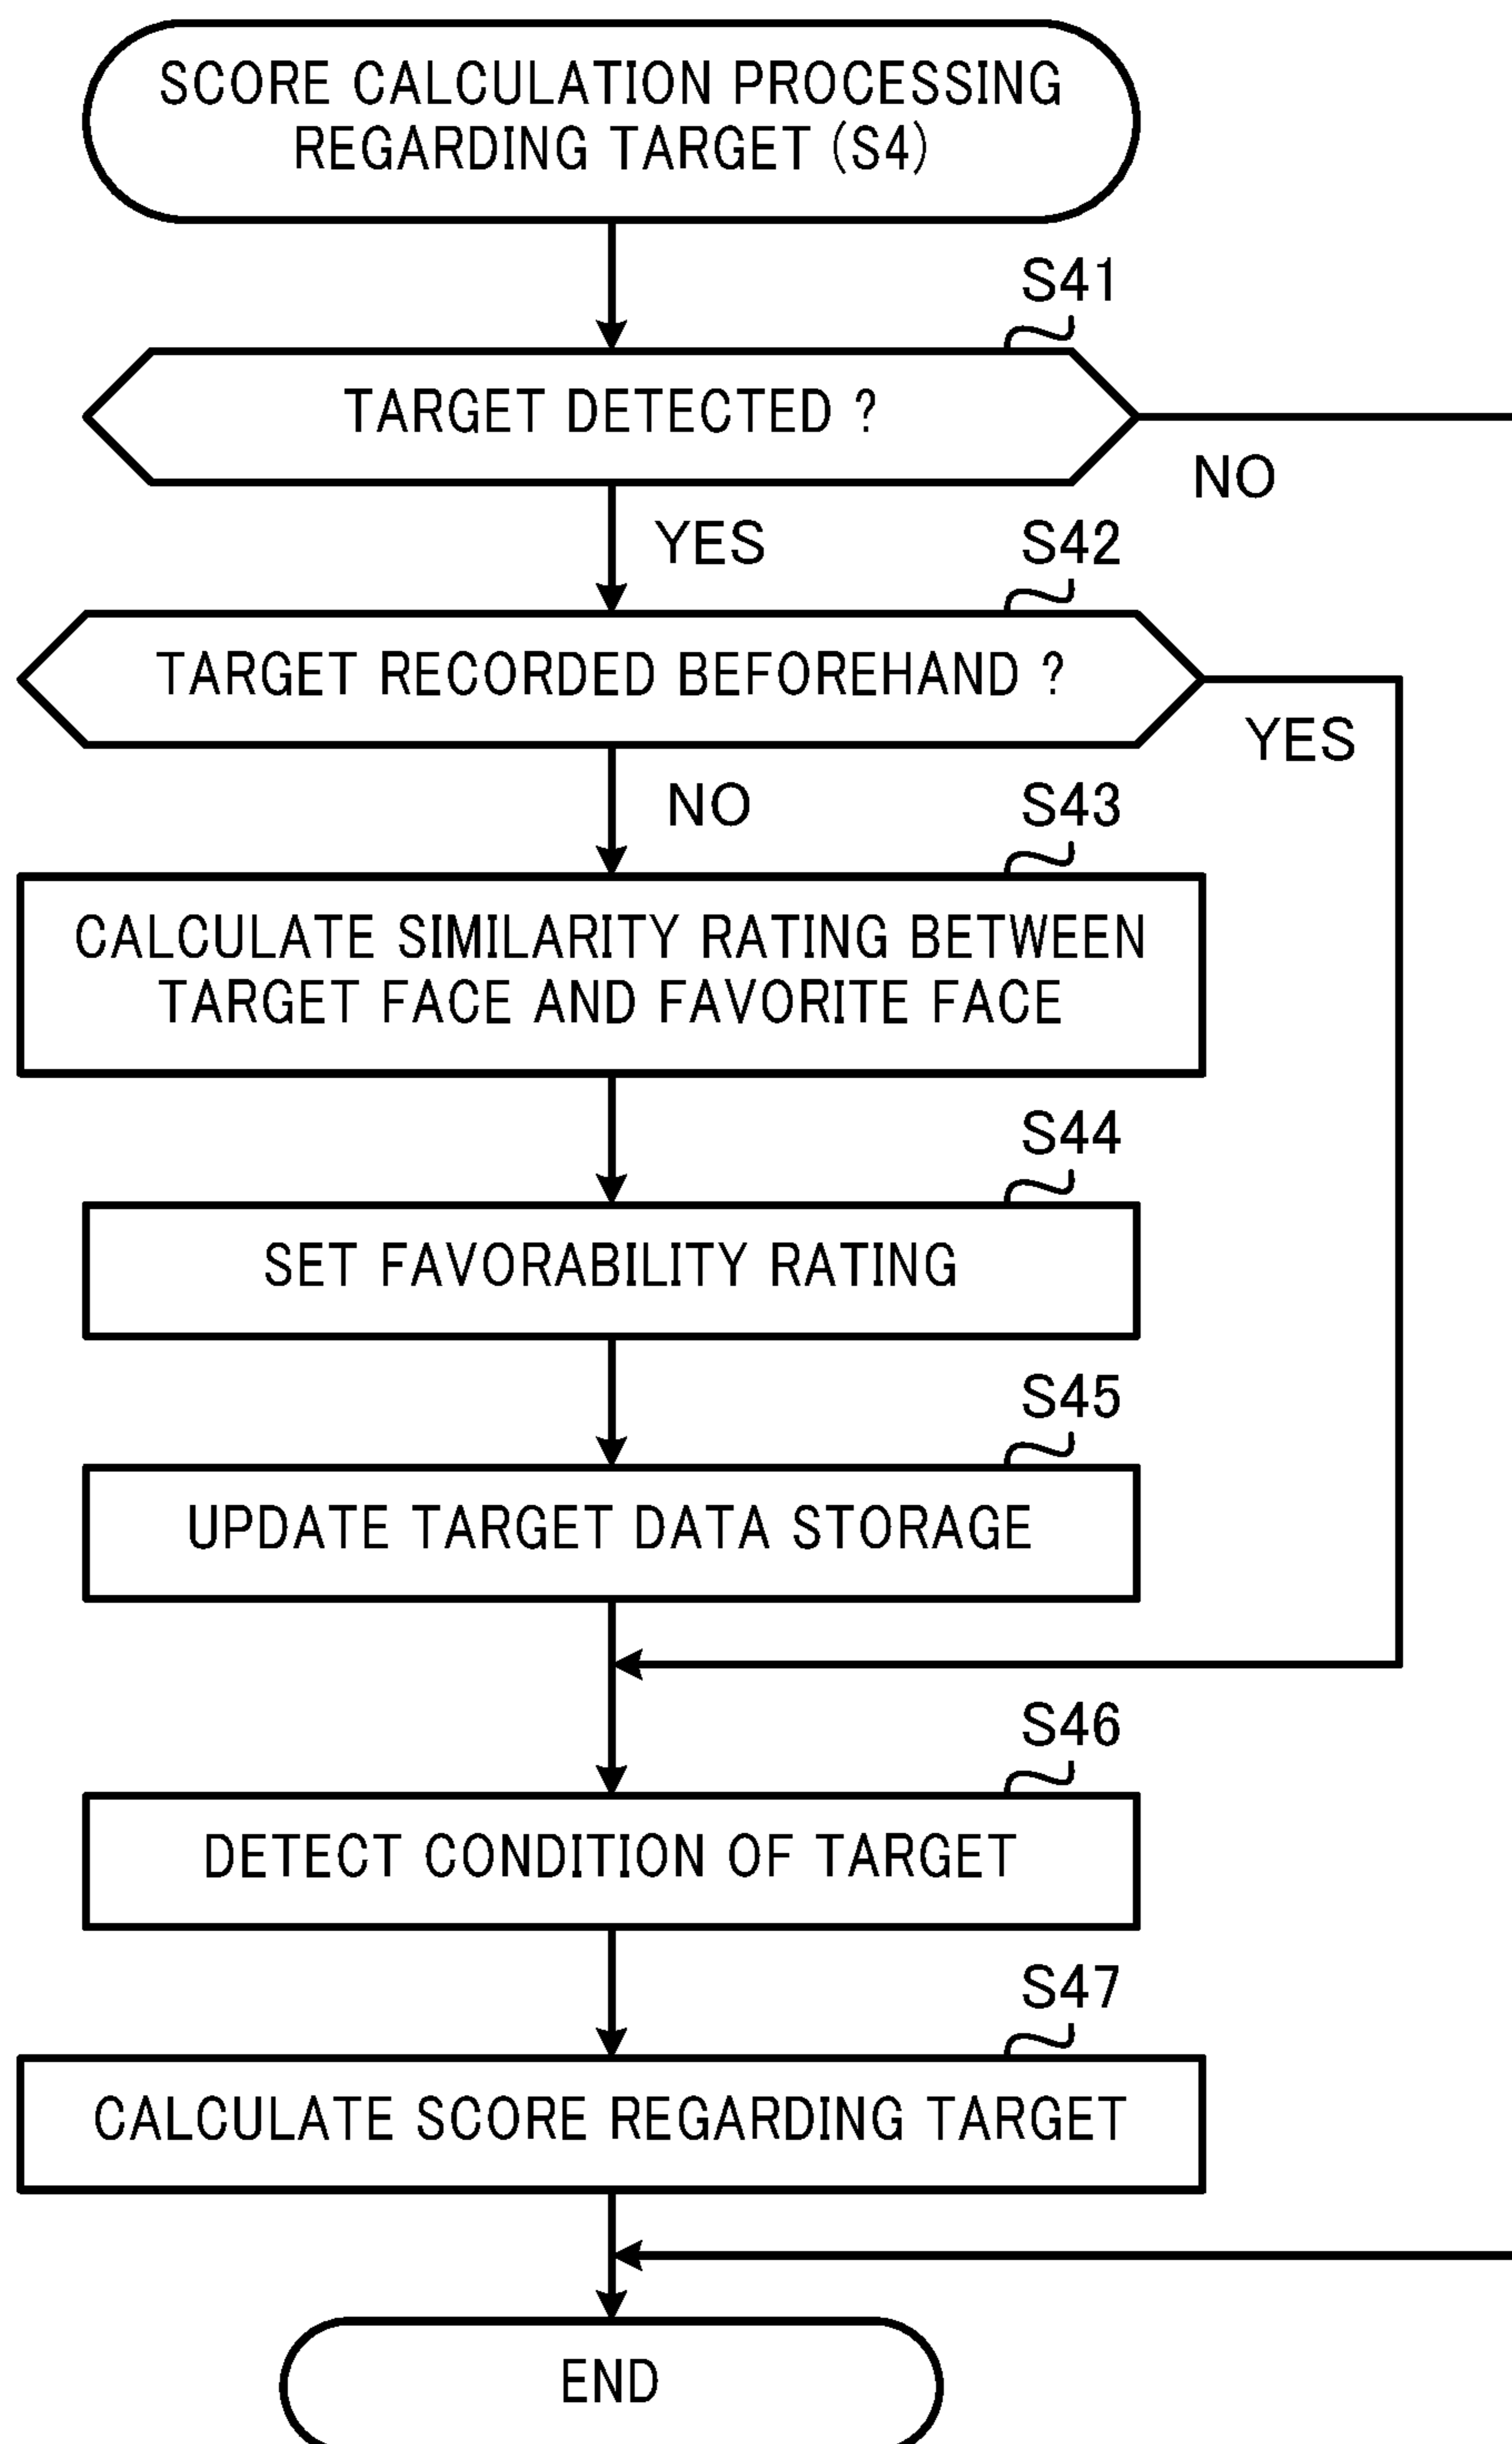 SCORE CALCULATION PROCESSING
REGARDING TARGET (S4)
S41
TARGET DETECTED ?
NO
YES
S42
TARGET RECORDED BEFOREHAND ?
YES
NO
S43
CALCULATE SIMILARITY RATING BETWEEN
TARGET FACE AND FAVORITE FACE
S44
SET FAVORABILITY RATING
S45
UPDATE TARGET DATA STORAGE
S46
DETECT CONDITION OF TARGET
S47
CALCULATE SCORE REGARDING TARGET
END